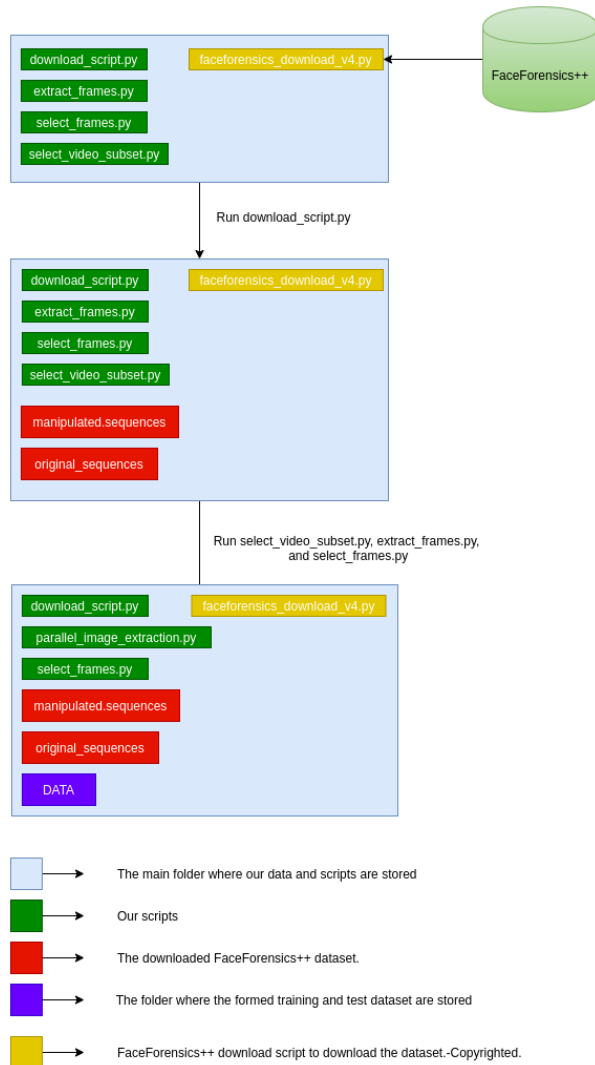 download_script.py faceforensics_download_v4.py
FaceForensics++
extract_frames.py
select_frames.py
select_video_subset.py
Run download_script.py
download_script.py faceforensics_download_v4.py
extract_frames.py
select_frames.py
select_video_subset.py
manipulated.sequences
original_sequences
Run select_video_subset.py, extract_frames.py,
and select_frames.py
download_script.py faceforensics_download_v4.py
parallel_image_extraction.py
select_frames.py
manipulated.sequences
original_sequences
DATA
The main folder where our data and scripts are stored
Our scripts
The downloaded FaceForensics++ dataset.
The folder where the formed training and test dataset are stored
FaceForensics++ download script to download the dataset.-Copyrighted.